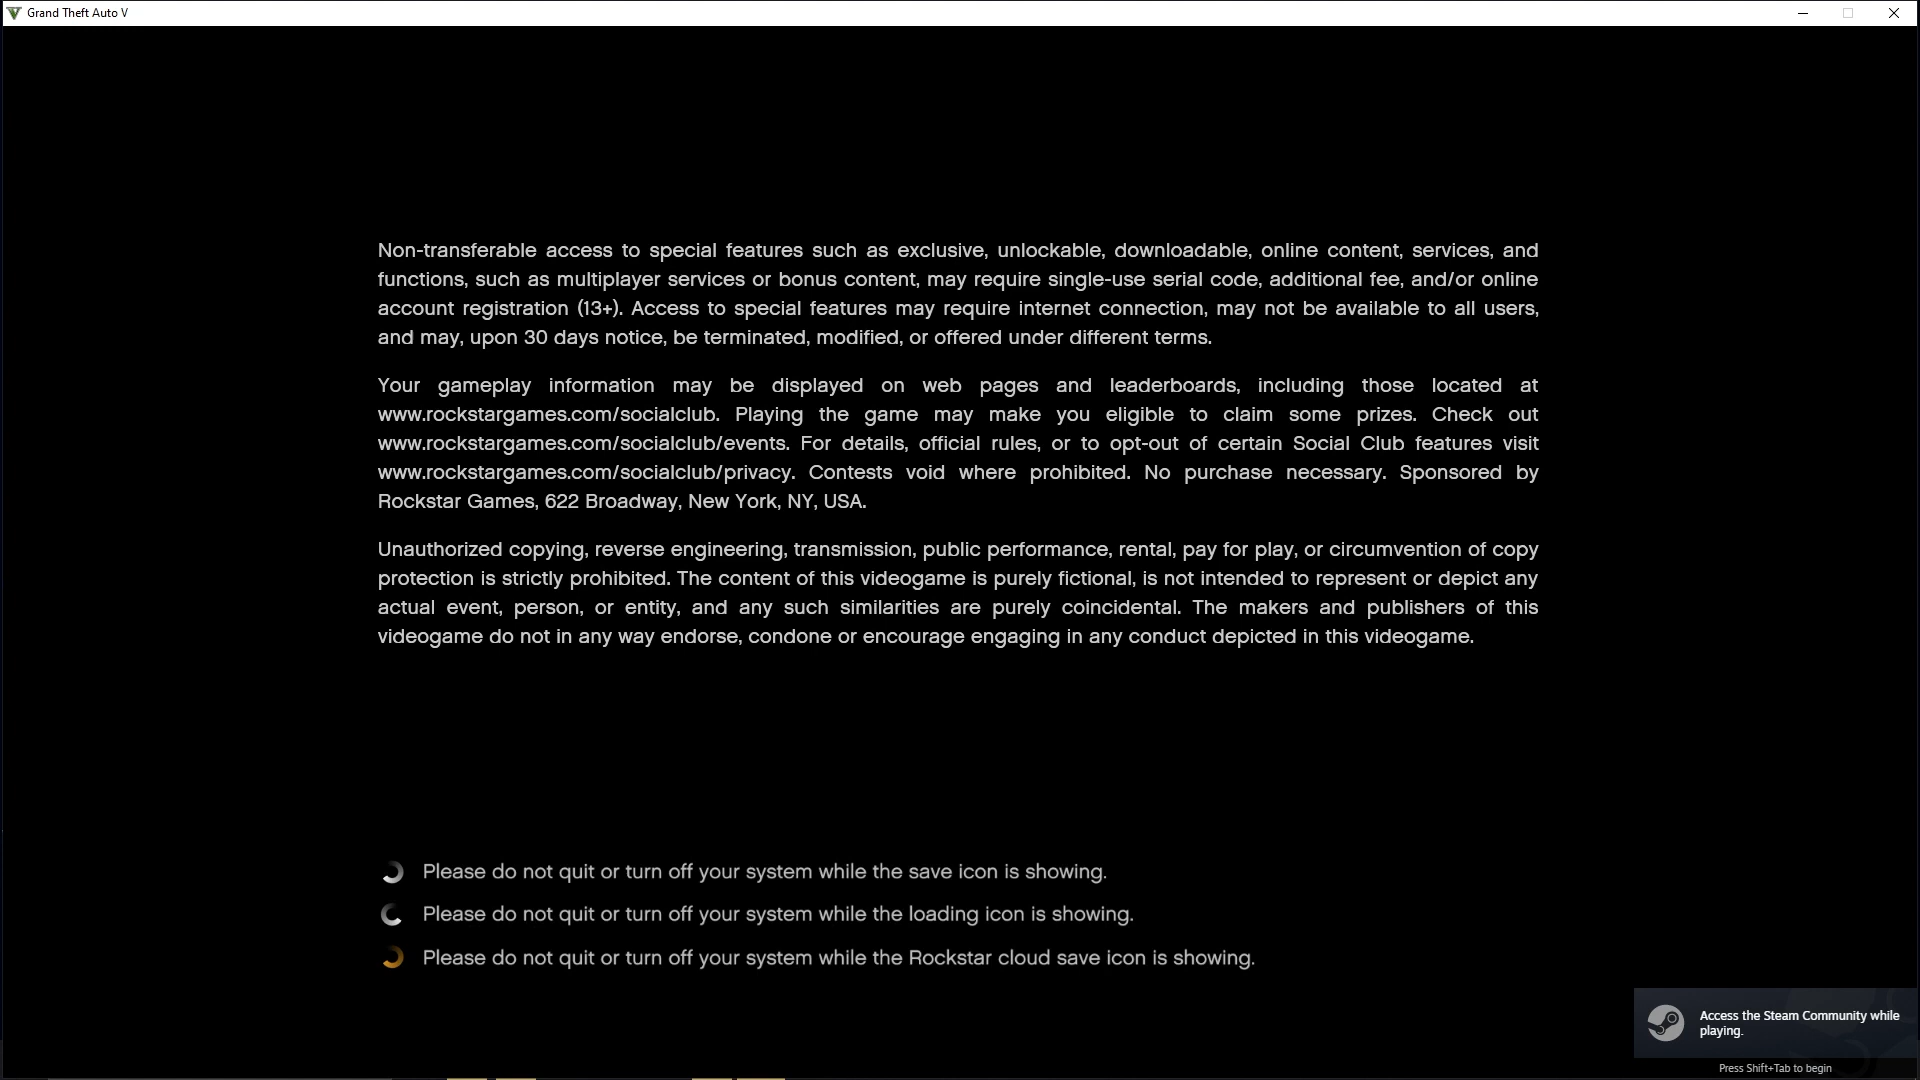 Grand Theft Auto V
Non-transferable access to special features such as exclusive, unlockable, downloadable, online content, services, and
functions, such as multiplayer services or bonus content, may require single-use serial code, additional fee, and/or online
account registration (13+). Access to special features may require internet connection, may not be available to all users,
and may, upon 30 days notice, be terminated, modified, or offered under different terms.
Your gameplay information may be displayed on web pages and leaderboards, including those located at
www.rockstargames.com/socialclub. Playing the game may make you eligible to claim some prizes. Check out
www.rockstargames.com/socialclub/events. For details, official rules, or to opt-out of certain Social Club features visit
www.rockstargames.com/socialclub/privacy. Contests void where prohibited. No purchase necessary. Sponsored by
Rockstar Games, 622 Broadway, New York, NY, USA.
Unauthorized copying, reverse engineering, transmission, public performance, rental, pay for play, or circumvention of copy
protection is strictly prohibited. The content of this videogame is purely fictional, is not intended to represent or depict any
actual event, person, or entity, and any such similarities are purely coincidental. The makers and publishers of this
videogame do not in any way endorse, condone or encourage engaging in any conduct depicted in this videogame.
Please do not quit or turn off your system while the save icon is showing.
Please do not quit or turn off your system while the loading icon is showing.
Please do not quit or turn off your system while the Rockstar cloud save icon is showing.
Access the Steam Community while
playing.
Press Shift+Tab to begin